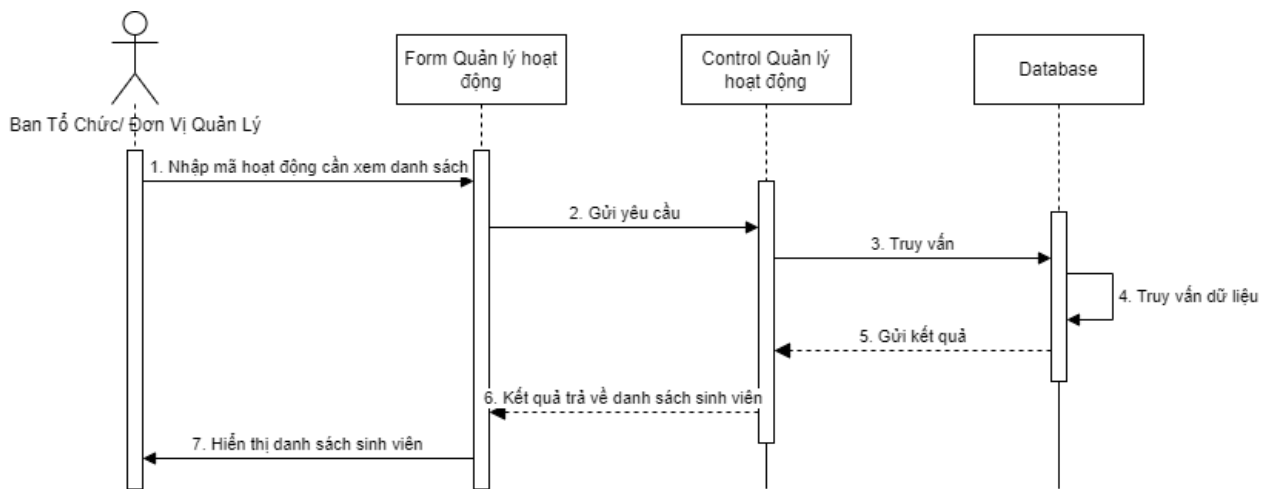 Form Quản lý hoạt
động
Control Quản lý
hoạt động
Database
Ban Tổ Chức/ Đơn Vị Quản Lý
1. Nhập mã hoạt động cần xem danh sách
2. Gửi yêu cầu
3. Truy vấn
4. Truy vấn dữ liệu
5. Gửi kết quả
6. Kết quả trả về danh sách sinh viên
7. Hiển thị danh sách sinh viên